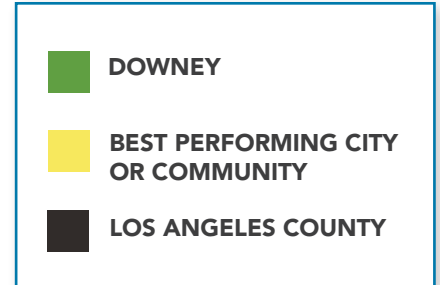 DOWNEY
BEST PERFORMING CITY
OR COMMUNITY
LOS ANGELES COUNTY